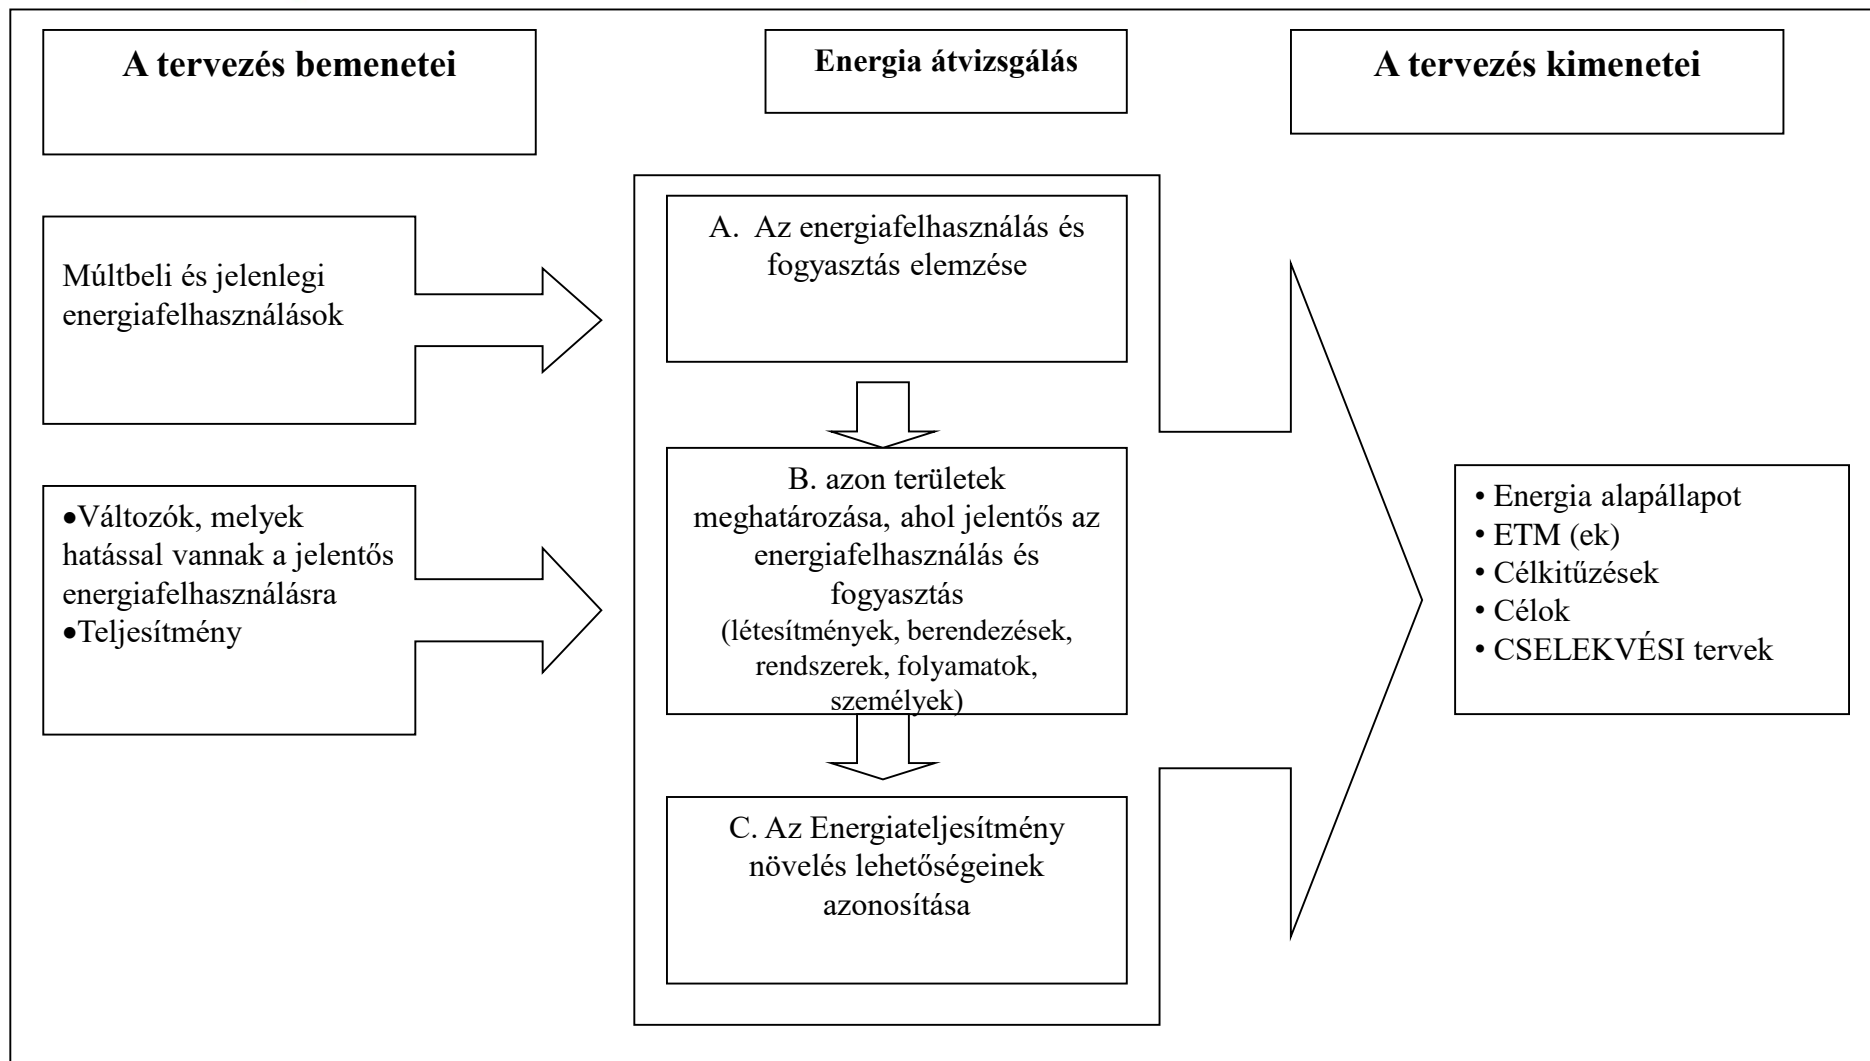 A tervezés bemenetei
Energia átvizsgálás
A tervezés kimenetei
Múltbeli és jelenlegi
energiafelhasználások
•Változók, melyek
hatással vannak a jelentős
energiafelhasználásra
•Teljesítmény
A. Az energiafelhasználás és
fogyasztás elemzése
B. azon területek
meghatározása, ahol jelentős az
energiafelhasználás és
fogyasztás
(létesítmények, berendezések,
rendszerek, folyamatok,
személyek)
C. Az Energiateljesítmény
növelés lehetőségeinek
azonosítása
• Energia alapállapot
• ETM (ek)
• Célkitűzések
• Célok
• CSELEKVÉSI tervek